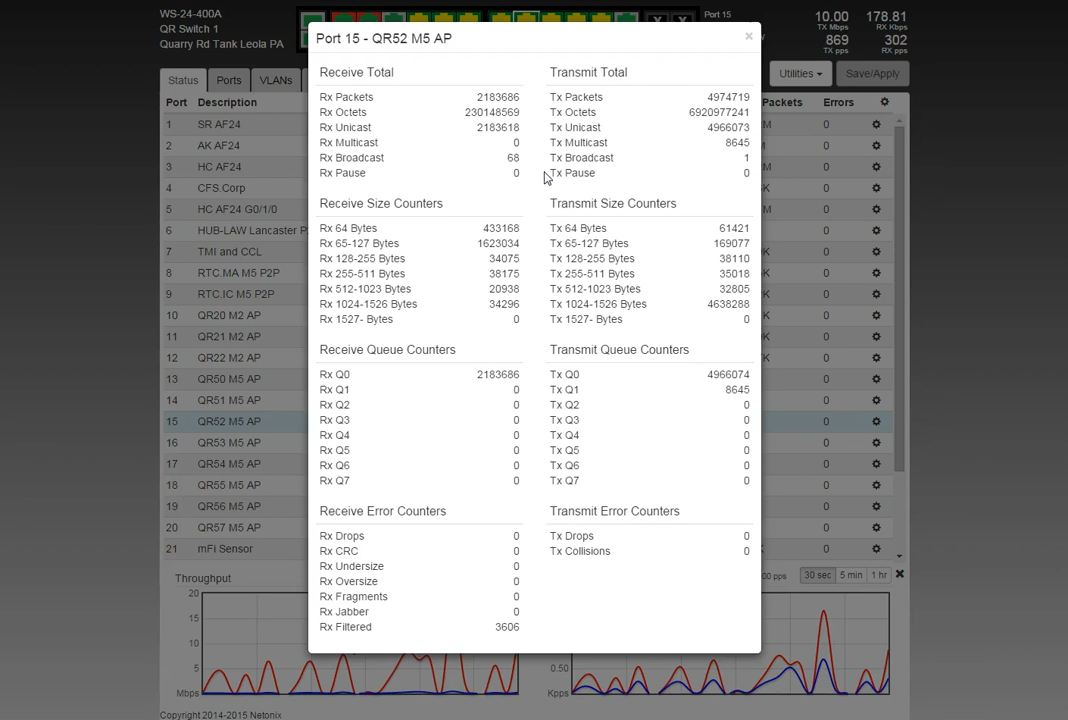 WS-24-400A
QR Switch 1
Quarry Rd Tank Leola PA
Port 15
10.00 178.81
TX Mbps RX Kbps
869 302
TX pps RX pps
Status Ports VLANs
Utilities Save/Apply
Port Description Packets Errors
1 SR AF24 0
2 AK AF24 0
3 HC AF24 0
4 CFS.Corp 0
5 HC AF24 G0/1/0 0
6 HUB-LAW Lancaster 0
7 TMI and CCL 0
8 RTC.MA M5 P2P 0
9 RTC.IC M5 P2P 0
10 QR20 M2 AP 0
11 QR21 M2 AP 0
12 QR22 M2 AP 0
13 QR50 M5 AP 0
14 QR51 M5 AP 0
15 QR52 M5 AP 0
16 QR53 M5 AP 0
17 QR54 M5 AP 0
18 QR55 M5 AP 0
19 QR56 M5 AP 0
20 QR57 M5 AP 0
21 mFi Sensor 0
Port 15 - QR52 M5 AP ×
Receive Total
Rx Packets 2183686
Rx Octets 230148569
Rx Unicast 2183618
Rx Multicast 0
Rx Broadcast 68
Rx Pause 0
Transmit Total
Tx Packets 4974719
Tx Octets 6920977241
Tx Unicast 4966073
Tx Multicast 8645
Tx Broadcast 1
Tx Pause 0
Receive Size Counters
Rx 64 Bytes 433168
Rx 65-127 Bytes 1623034
Rx 128-255 Bytes 34075
Rx 255-511 Bytes 38175
Rx 512-1023 Bytes 20938
Rx 1024-1526 Bytes 34296
Rx 1527- Bytes 0
Transmit Size Counters
Tx 64 Bytes 61421
Tx 65-127 Bytes 169077
Tx 128-255 Bytes 38110
Tx 255-511 Bytes 35018
Tx 512-1023 Bytes 32805
Tx 1024-1526 Bytes 4638288
Tx 1527- Bytes 0
Receive Queue Counters
Rx Q0 2183686
Rx Q1 0
Rx Q2 0
Rx Q3 0
Rx Q4 0
Rx Q5 0
Rx Q6 0
Rx Q7 0
Transmit Queue Counters
Tx Q0 4966074
Tx Q1 8645
Tx Q2 0
Tx Q3 0
Tx Q4 0
Tx Q5 0
Tx Q6 0
Tx Q7 0
Receive Error Counters
Rx Drops 0
Rx CRC 0
Rx Undersize 0
Rx Oversize 0
Rx Fragments 0
Rx Jabber 0
Rx Filtered 3606
Transmit Error Counters
Tx Drops 0
Tx Collisions 0
Throughput
pps 30 sec 5 min 1 hr
20
15
10
5
Mbps
0.50
Kpps
Copyright 2014-2015 Netonix